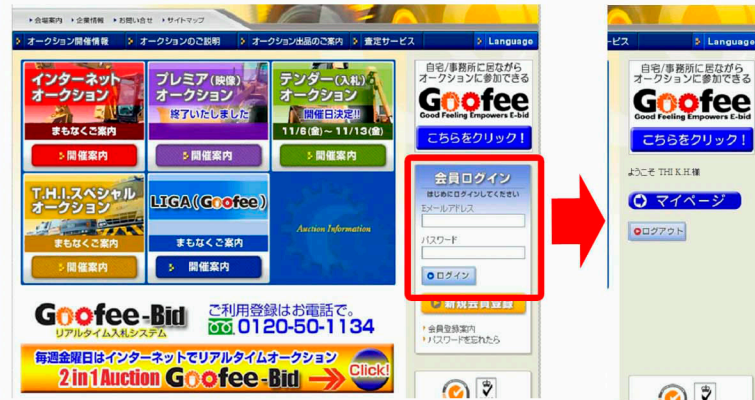 会場案内 企業情報 お問い合せ サイトマップ
オークション開催情報 オークションのご説明 オークション出品のご案内 査定サービス Language
インターネット
オークション
まもなくご案内
開催案内
プレミア(映像)
オークション
終了いたしました
開催案内
テンダー(入札)
オークション
開催日決定!!
11/6(金)～11/13(金)
開催案内
T.H.I.スペシャル
オークション
まもなくご案内
開催案内
LIGA(Goofee)
まもなくご案内
開催案内
Auction Information
Goofee-Bid
リアルタイム入札システム
ご利用登録はお電話で。
0120-50-1134
毎週金曜日はインターネットでリアルタイムオークション
2in1Auction Goofee-Bid Click!
自宅/事務所に居ながら
オークションに参加できる
Goofee
Good Feeling Empowers E-bid
こちらをクリック!
会員ログイン
はじめにログインしてください
Eメールアドレス
パスワード
ログイン
新規会員登録
会員登録案内
パスワードを忘れたら
ービス Language
自宅/事務所に居ながら
オークションに参加できる
Goofee
Good Feeling Empowers E-bid
こちらをクリック!
ようこそ THI K.H.様
マイページ
ログアウト